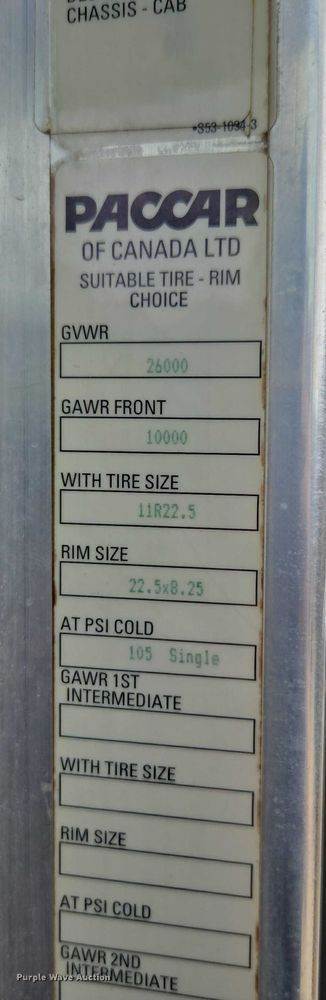 CHASSIS - CAB
*S53-1094-3
PACCAR
OF CANADA LTD
SUITABLE TIRE - RIM
CHOICE
GVWR
26000
GAWR FRONT
10000
WITH TIRE SIZE
11R22.5
RIM SIZE
22.5x8.25
AT PSI COLD
105 Single
GAWR 1ST
INTERMEDIATE
WITH TIRE SIZE
RIM SIZE
AT PSI COLD
GAWR 2ND
INTERMEDIATE
Purple Wave Auction